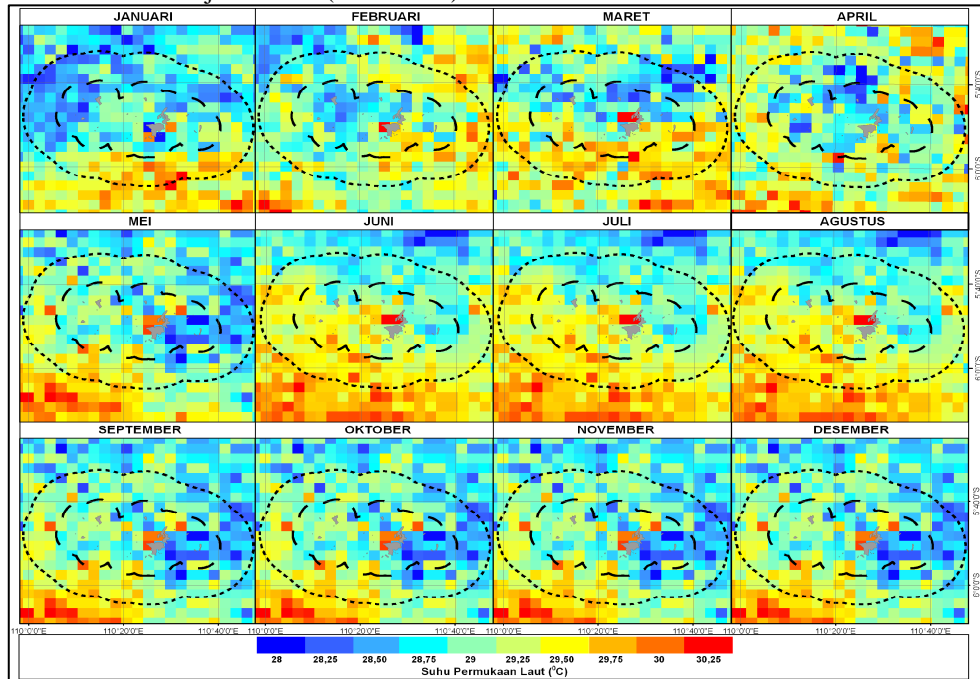 JANUARI FEBRUARI MARET APRIL
5°40'0"S
6°0'0"S
MEI JUNI JULI AGUSTUS
5°40'0"S
6°0'0"S
SEPTEMBER OKTOBER NOVEMBER DESEMBER
5°40'0"S
6°0'0"S
110°0'0"E 110°20'0"E 110°40'0"E 110°0'0"E 110°20'0"E 110°40'0"E 110°0'0"E 110°20'0"E 110°40'0"E 110°0'0"E 110°20'0"E 110°40'0"E
28 28,25 28,50 28,75 29 29,25 29,50 29,75 30 30,25
Suhu Permukaan Laut (°C)